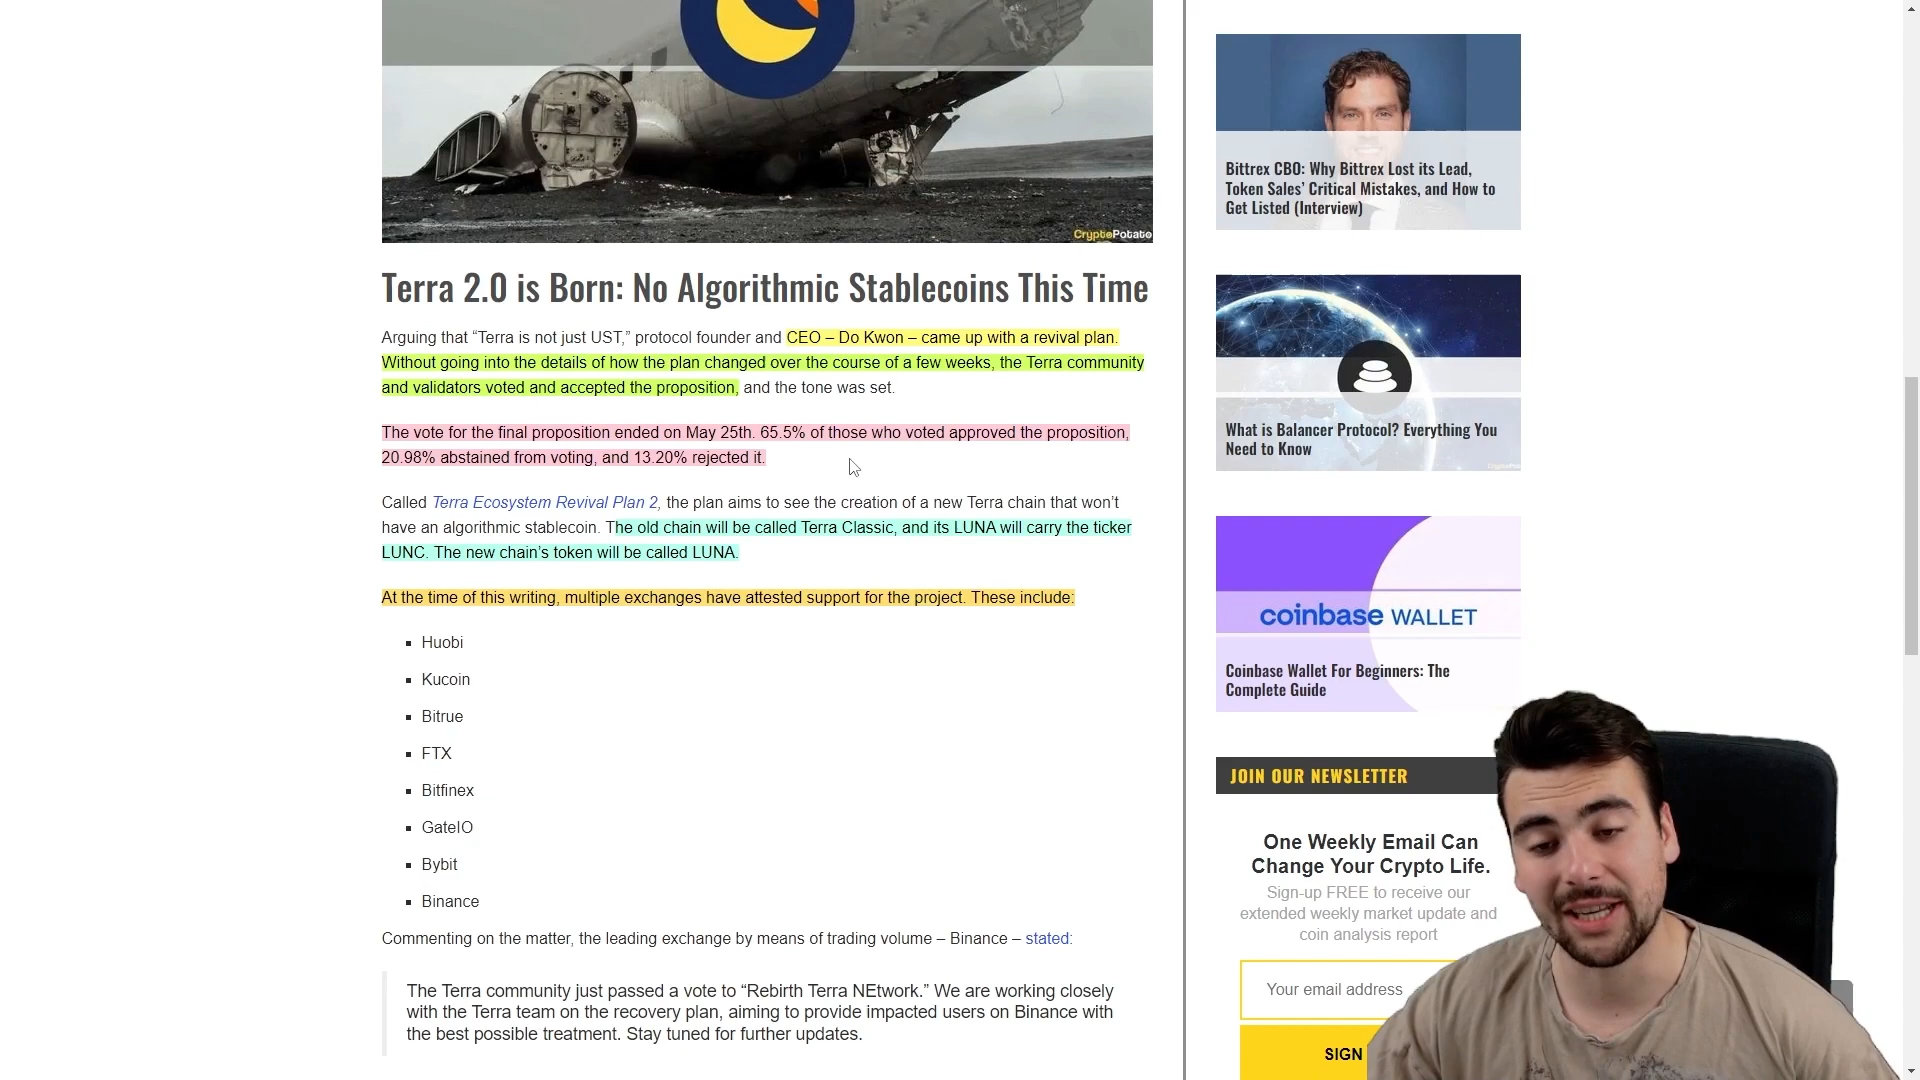 CryptoPotato
Terra 2.0 is Born: No Algorithmic Stablecoins This Time
Arguing that “Terra is not just UST,” protocol founder and CEO – Do Kwon – came up with a revival plan.
Without going into the details of how the plan changed over the course of a few weeks, the Terra community
and validators voted and accepted the proposition, and the tone was set.
The vote for the final proposition ended on May 25th. 65.5% of those who voted approved the proposition,
20.98% abstained from voting, and 13.20% rejected it.
Called Terra Ecosystem Revival Plan 2, the plan aims to see the creation of a new Terra chain that won’t
have an algorithmic stablecoin. The old chain will be called Terra Classic, and its LUNA will carry the ticker
LUNC. The new chain’s token will be called LUNA.
At the time of this writing, multiple exchanges have attested support for the project. These include:
Huobi
Kucoin
Bitrue
FTX
Bitfinex
GateIO
Bybit
Binance
Commenting on the matter, the leading exchange by means of trading volume – Binance – stated:
The Terra community just passed a vote to “Rebirth Terra NEtwork.” We are working closely
with the Terra team on the recovery plan, aiming to provide impacted users on Binance with
the best possible treatment. Stay tuned for further updates.
Bittrex CBO: Why Bittrex Lost its Lead,
Token Sales’ Critical Mistakes, and How to
Get Listed (Interview)
What is Balancer Protocol? Everything You
Need to Know
coinbase WALLET
Coinbase Wallet For Beginners: The
Complete Guide
JOIN OUR NEWSLETTER
One Weekly Email Can
Change Your Crypto Life.
Sign-up FREE to receive our
extended weekly market update and
coin analysis report
Your email address
SIGN